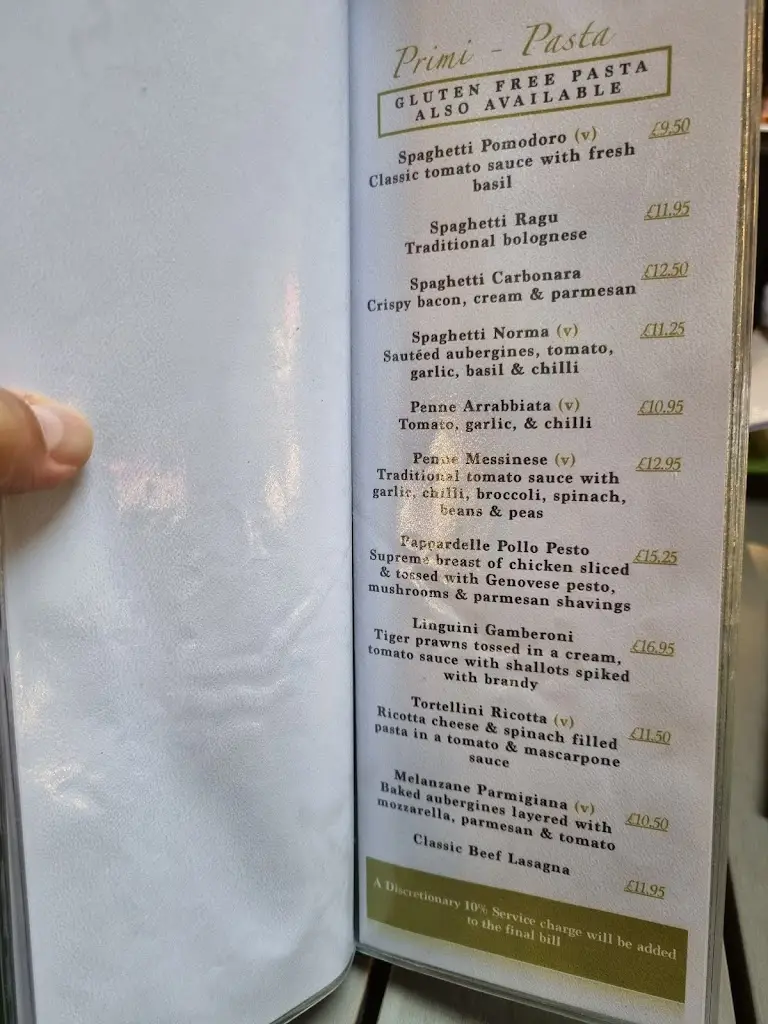 Primi - Pasta
GLUTEN FREE PASTA
ALSO AVAILABLE
Spaghetti Pomodoro (v) £9.50
Classic tomato sauce with fresh
basil
Spaghetti Ragu £11.95
Traditional bolognese
Spaghetti Carbonara £12.50
Crispy bacon, cream & parmesan
Spaghetti Norma (v) £11.25
Sautéed aubergines, tomato,
garlic, basil & chilli
Penne Arrabbiata (v) £10.95
Tomato, garlic, & chilli
Penne Messinese (v) £12.95
Traditional tomato sauce with
garlic, chilli, broccoli, spinach,
beans & peas
Pappardelle Pollo Pesto £15.25
Supreme breast of chicken sliced
& tossed with Genovese pesto,
mushrooms & parmesan shavings
Linguini Gamberoni £16.95
Tiger prawns tossed in a cream,
tomato sauce with shallots spiked
with brandy
Tortellini Ricotta (v) £11.50
Ricotta cheese & spinach filled
pasta in a tomato & mascarpone
sauce
Melanzane Parmigiana (v) £10.50
Baked aubergines layered with
mozzarella, parmesan & tomato
Classic Beef Lasagna £11.95
A Discretionary 10% Service charge will be added
to the final bill